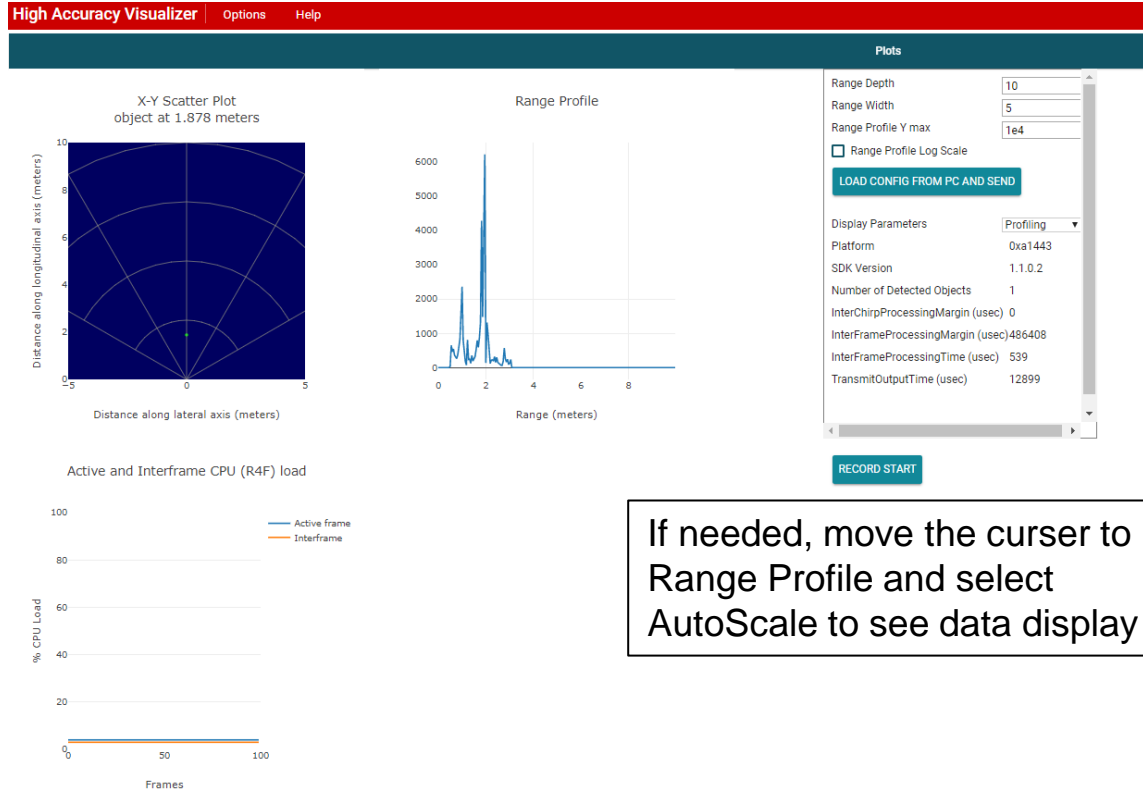 High Accuracy Visualizer Options Help
Plots
X-Y Scatter Plot
object at 1.878 meters
10
8
6
4
2
0
−5
0
5
Distance along longitudinal axis (meters)
Distance along lateral axis (meters)
Range Profile
6000
5000
4000
3000
2000
1000
0
0
2
4
6
8
Range (meters)
Range Depth 10
Range Width 5
Range Profile Y max 1e4
Range Profile Log Scale
LOAD CONFIG FROM PC AND SEND
Display Parameters Profiling
Platform 0xa1443
SDK Version 1.1.0.2
Number of Detected Objects 1
InterChirpProcessingMargin (usec) 0
InterFrameProcessingMargin (usec)486408
InterFrameProcessingTime (usec) 539
TransmitOutputTime (usec) 12899
RECORD START
Active and Interframe CPU (R4F) load
100
80
60
40
20
0
0
50
100
% CPU Load
Frames
Active frame
Interframe
If needed, move the curser to
Range Profile and select
AutoScale to see data display